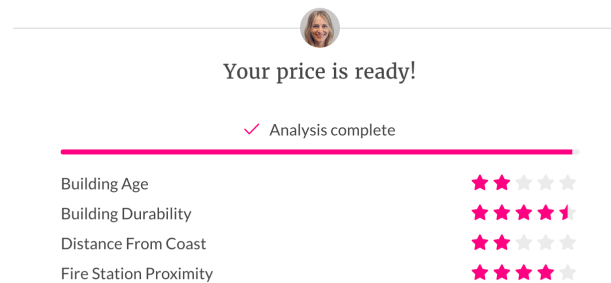 Your price is ready!
Analysis complete
Building Age
Building Durability
Distance From Coast
Fire Station Proximity